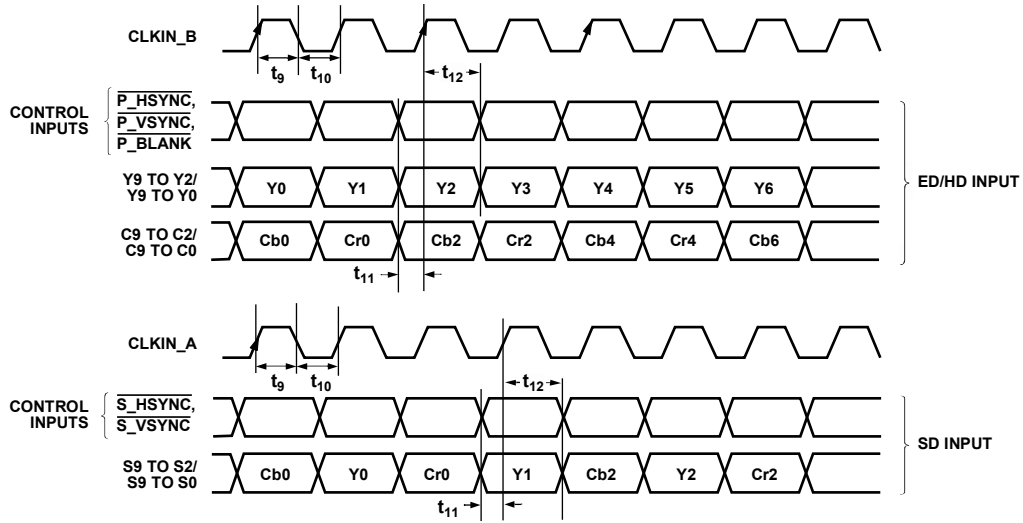 CLKIN_B
t9 t10 t12
CONTROL INPUTS
P_HSYNC,
P_VSYNC,
P_BLANK
Y9 TO Y2/
Y9 TO Y0
Y0 Y1 Y2 Y3 Y4 Y5 Y6
ED/HD INPUT
C9 TO C2/
C9 TO C0
Cb0 Cr0 Cb2 Cr2 Cb4 Cr4 Cb6
t11
CLKIN_A
t9 t10 t12
CONTROL INPUTS
S_HSYNC,
S_VSYNC
SD INPUT
S9 TO S2/
S9 TO S0
Cb0 Y0 Cr0 Y1 Cb2 Y2 Cr2
t11